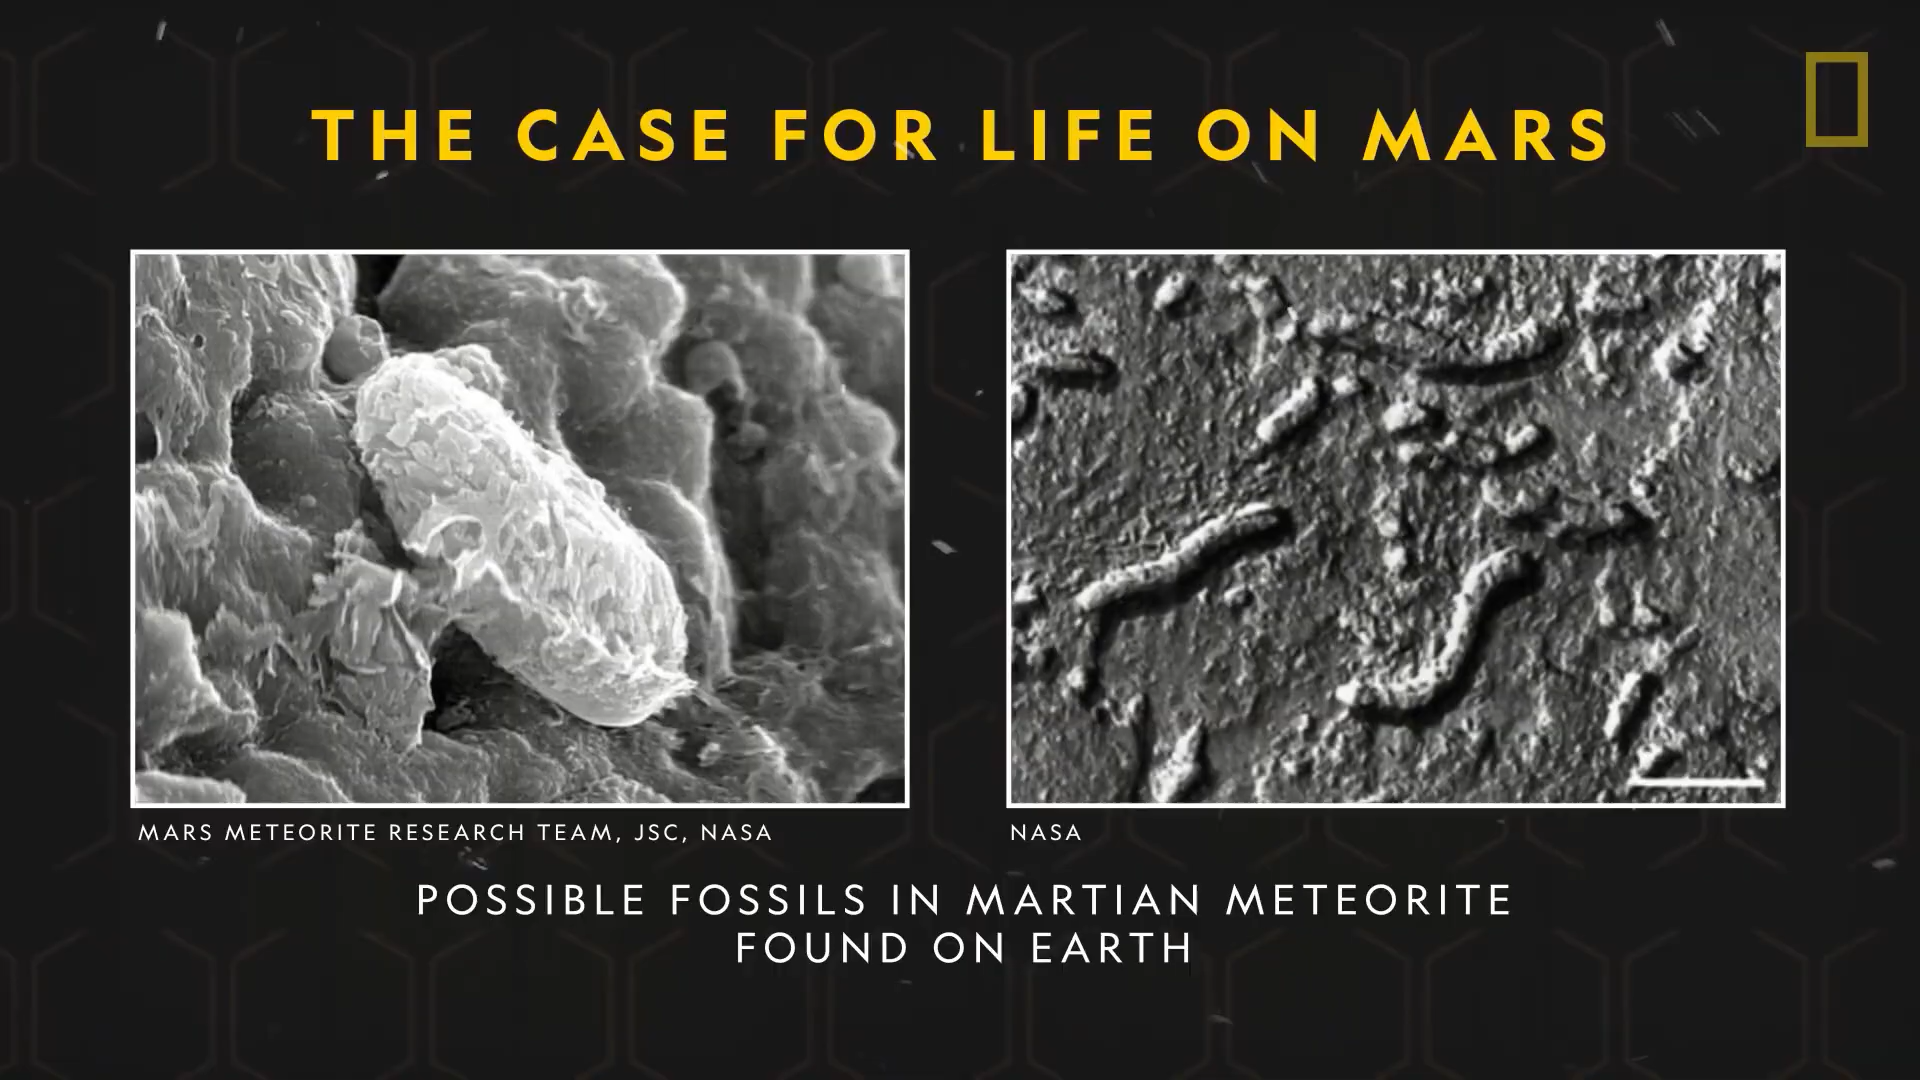 THE CASE FOR LIFE ON MARS
MARS METEORITE RESEARCH TEAM, JSC, NASA
NASA
POSSIBLE FOSSILS IN MARTIAN METEORITE
FOUND ON EARTH